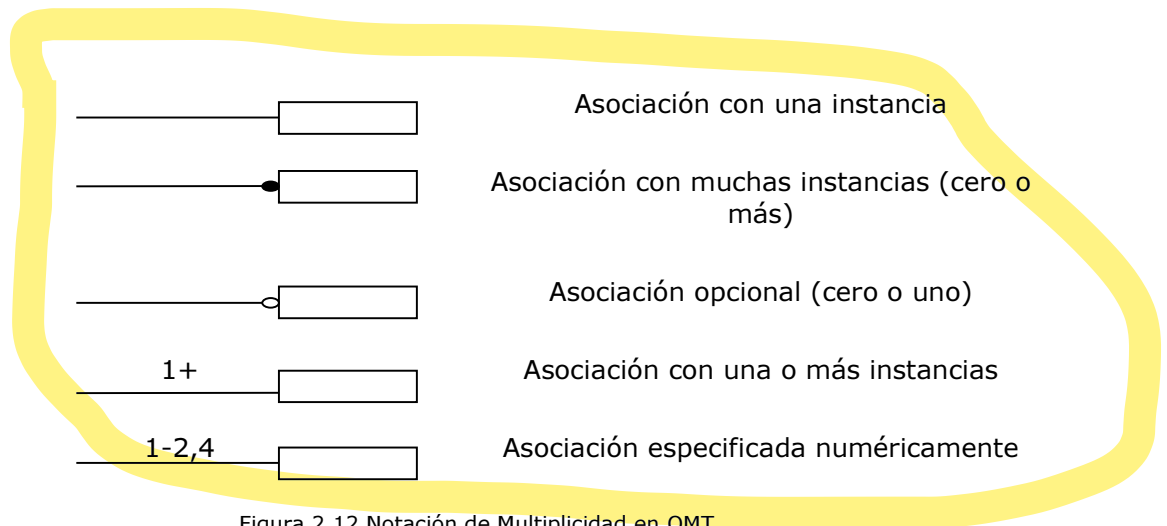 Asociación con una instancia
Asociación con muchas instancias (cero o
más)
Asociación opcional (cero o uno)
1+
Asociación con una o más instancias
1-2,4
Asociación especificada numéricamente
Figura 2.12 Notación de Multiplicidad en OMT